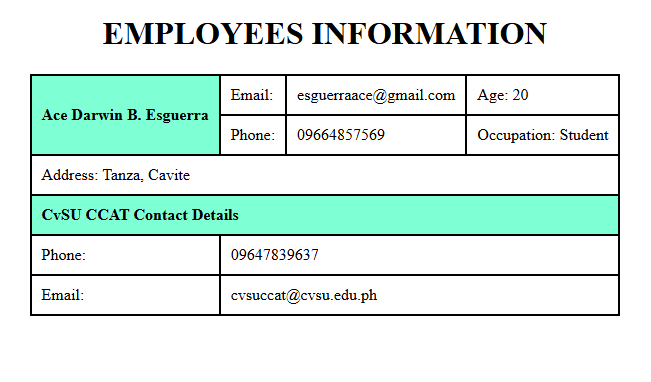 EMPLOYEES INFORMATION
Ace Darwin B. Esguerra
Email:
esguerraace@gmail.com
Age: 20
Phone:
09664857569
Occupation: Student
Address: Tanza, Cavite
CvSU CCAT Contact Details
Phone:
09647839637
Email:
cvsuccat@cvsu.edu.ph